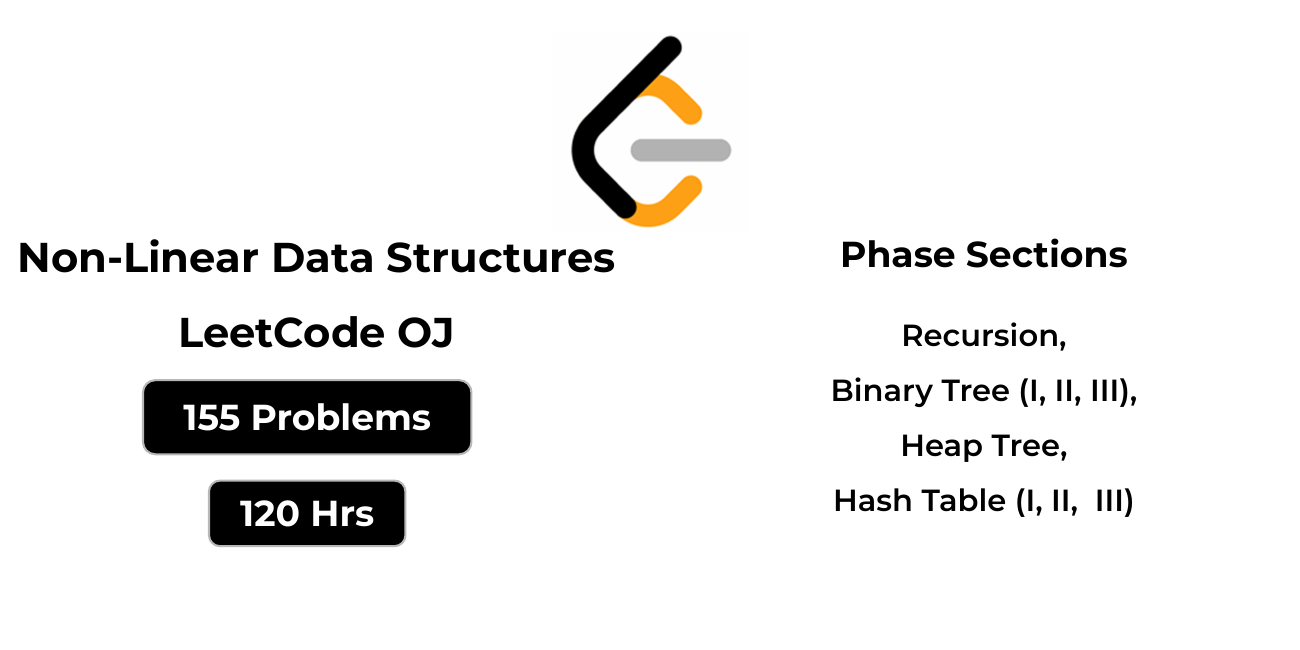 Non-Linear Data Structures
LeetCode OJ
155 Problems
120 Hrs
Phase Sections
Recursion,
Binary Tree (I, II, III),
Heap Tree,
Hash Table (I, II, III)